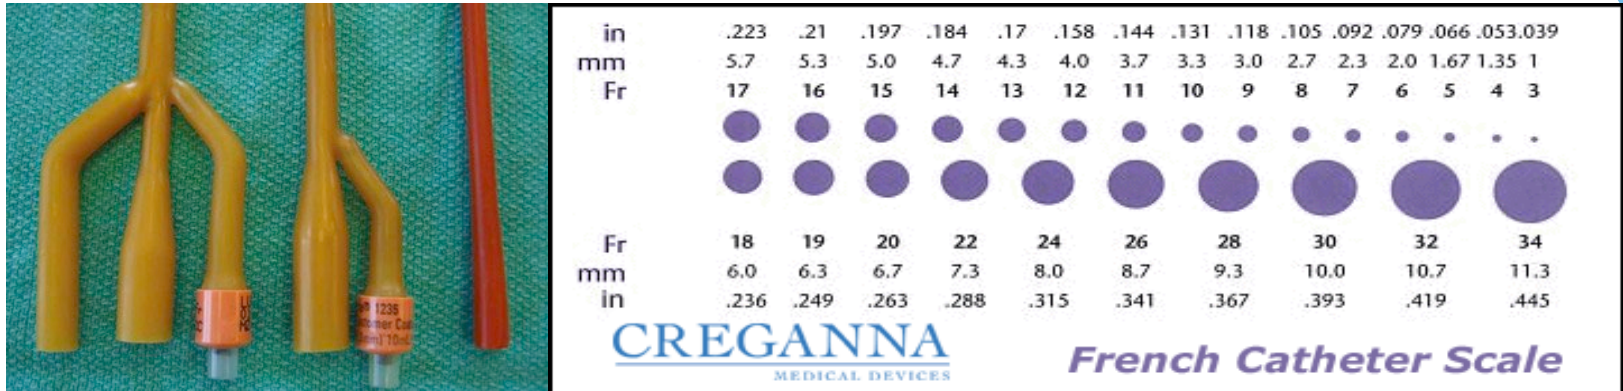 in .223 .21 .197 .184 .17 .158 .144 .131 .118 .105 .092 .079 .066 .053 .039
mm 5.7 5.3 5.0 4.7 4.3 4.0 3.7 3.3 3.0 2.7 2.3 2.0 1.67 1.35 1
Fr 17 16 15 14 13 12 11 10 9 8 7 6 5 4 3
Fr 18 19 20 22 24 26 28 30 32 34
mm 6.0 6.3 6.7 7.3 8.0 8.7 9.3 10.0 10.7 11.3
in .236 .249 .263 .288 .315 .341 .367 .393 .419 .445
CREGANNA
MEDICAL DEVICES
French Catheter Scale
1235
10mL